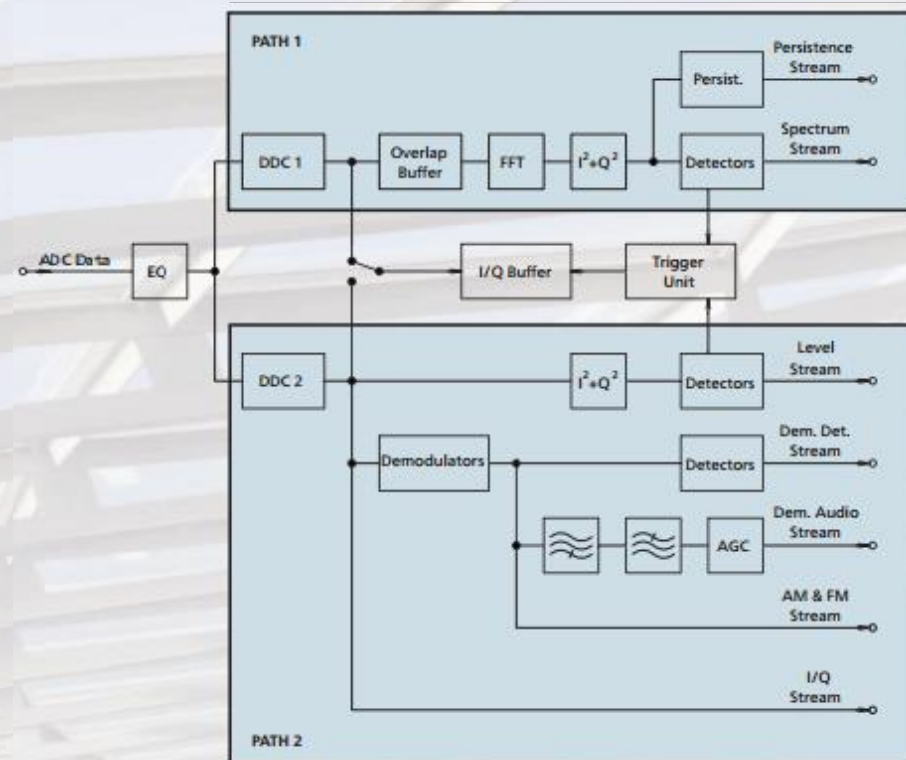 PATH 1
Persistence
Stream
Persist.
Spectrum
Stream
DDC 1
Overlap
Buffer
FFT
I²+Q²
Detectors
ADC Data
EQ
I/Q Buffer
Trigger
Unit
Level
Stream
DDC 2
I²+Q²
Detectors
Dem. Det.
Stream
Demodulators
Detectors
Dem. Audio
Stream
AGC
AM & FM
Stream
I/Q
Stream
PATH 2